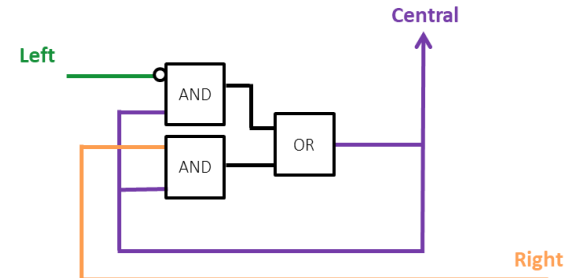 Central
Left
AND
OR
AND
Right